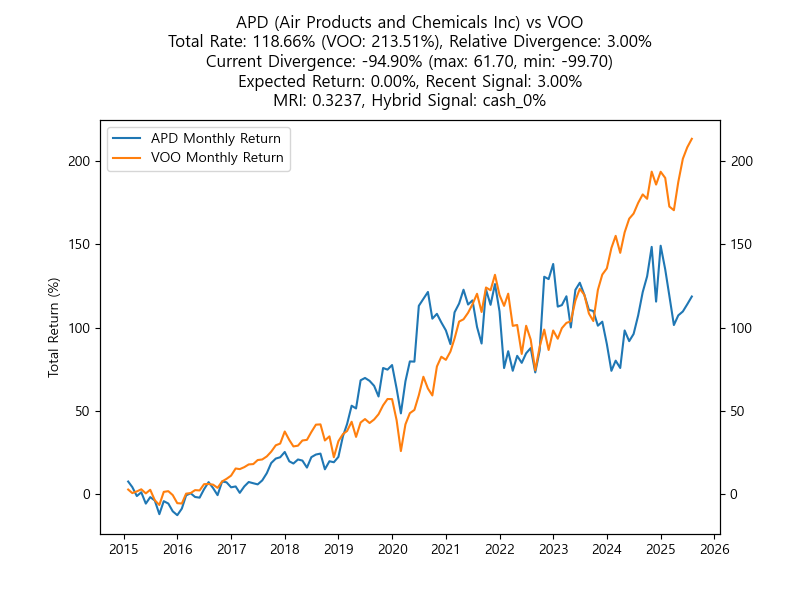 APD (Air Products and Chemicals Inc) vs VOO
Total Rate: 118.66% (VOO: 213.51%), Relative Divergence: 3.00%
Current Divergence: -94.90% (max: 61.70, min: -99.70)
Expected Return: 0.00%, Recent Signal: 3.00%
MRI: 0.3237, Hybrid Signal: cash_0%
APD Monthly Return
VOO Monthly Return
Total Return (%)
200
150
100
50
0
200
150
100
50
0
2015 2016 2017 2018 2019 2020 2021 2022 2023 2024 2025 2026